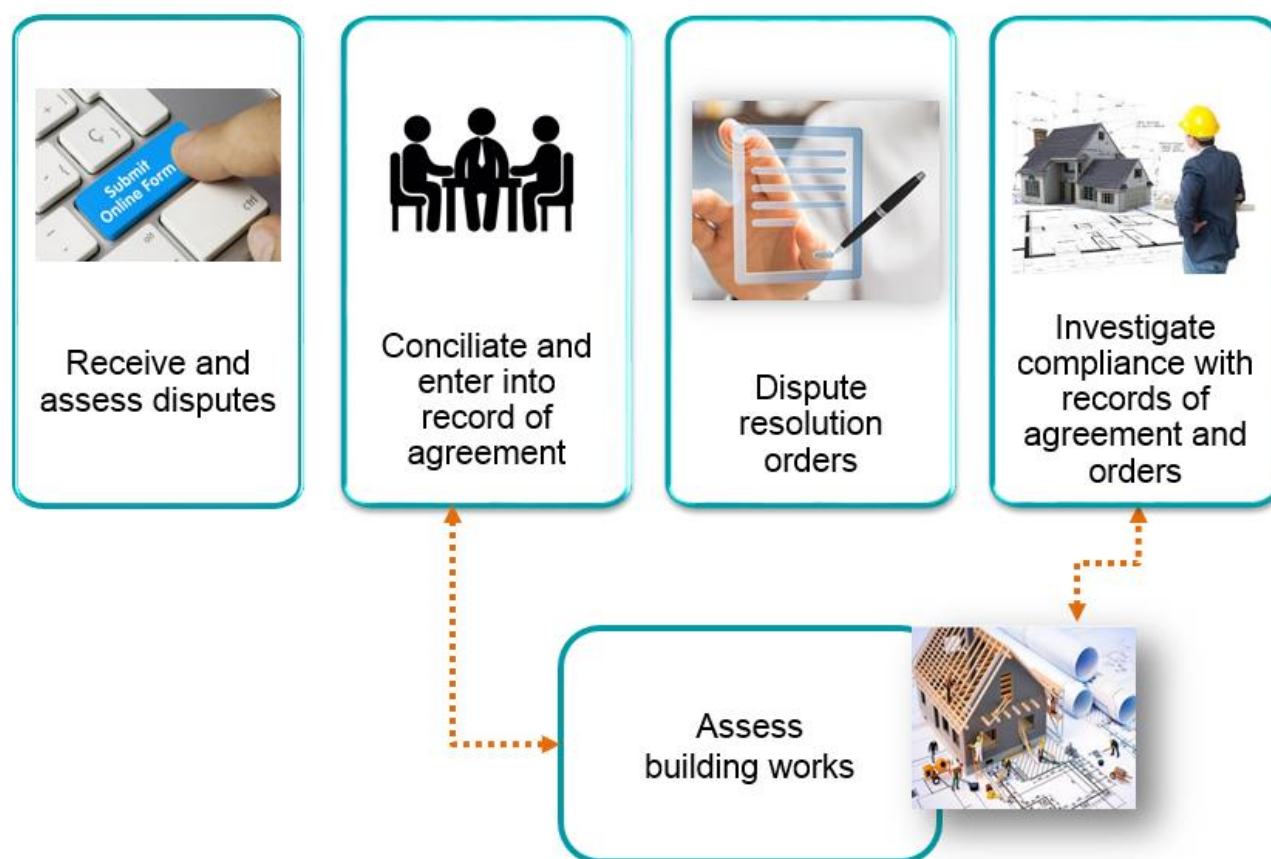 Submit
Online Form
ctrl
Receive and
assess disputes
Conciliate and
enter into
record of
agreement
Dispute
resolution
orders
Investigate
compliance with
records of
agreement and
orders
Assess
building works